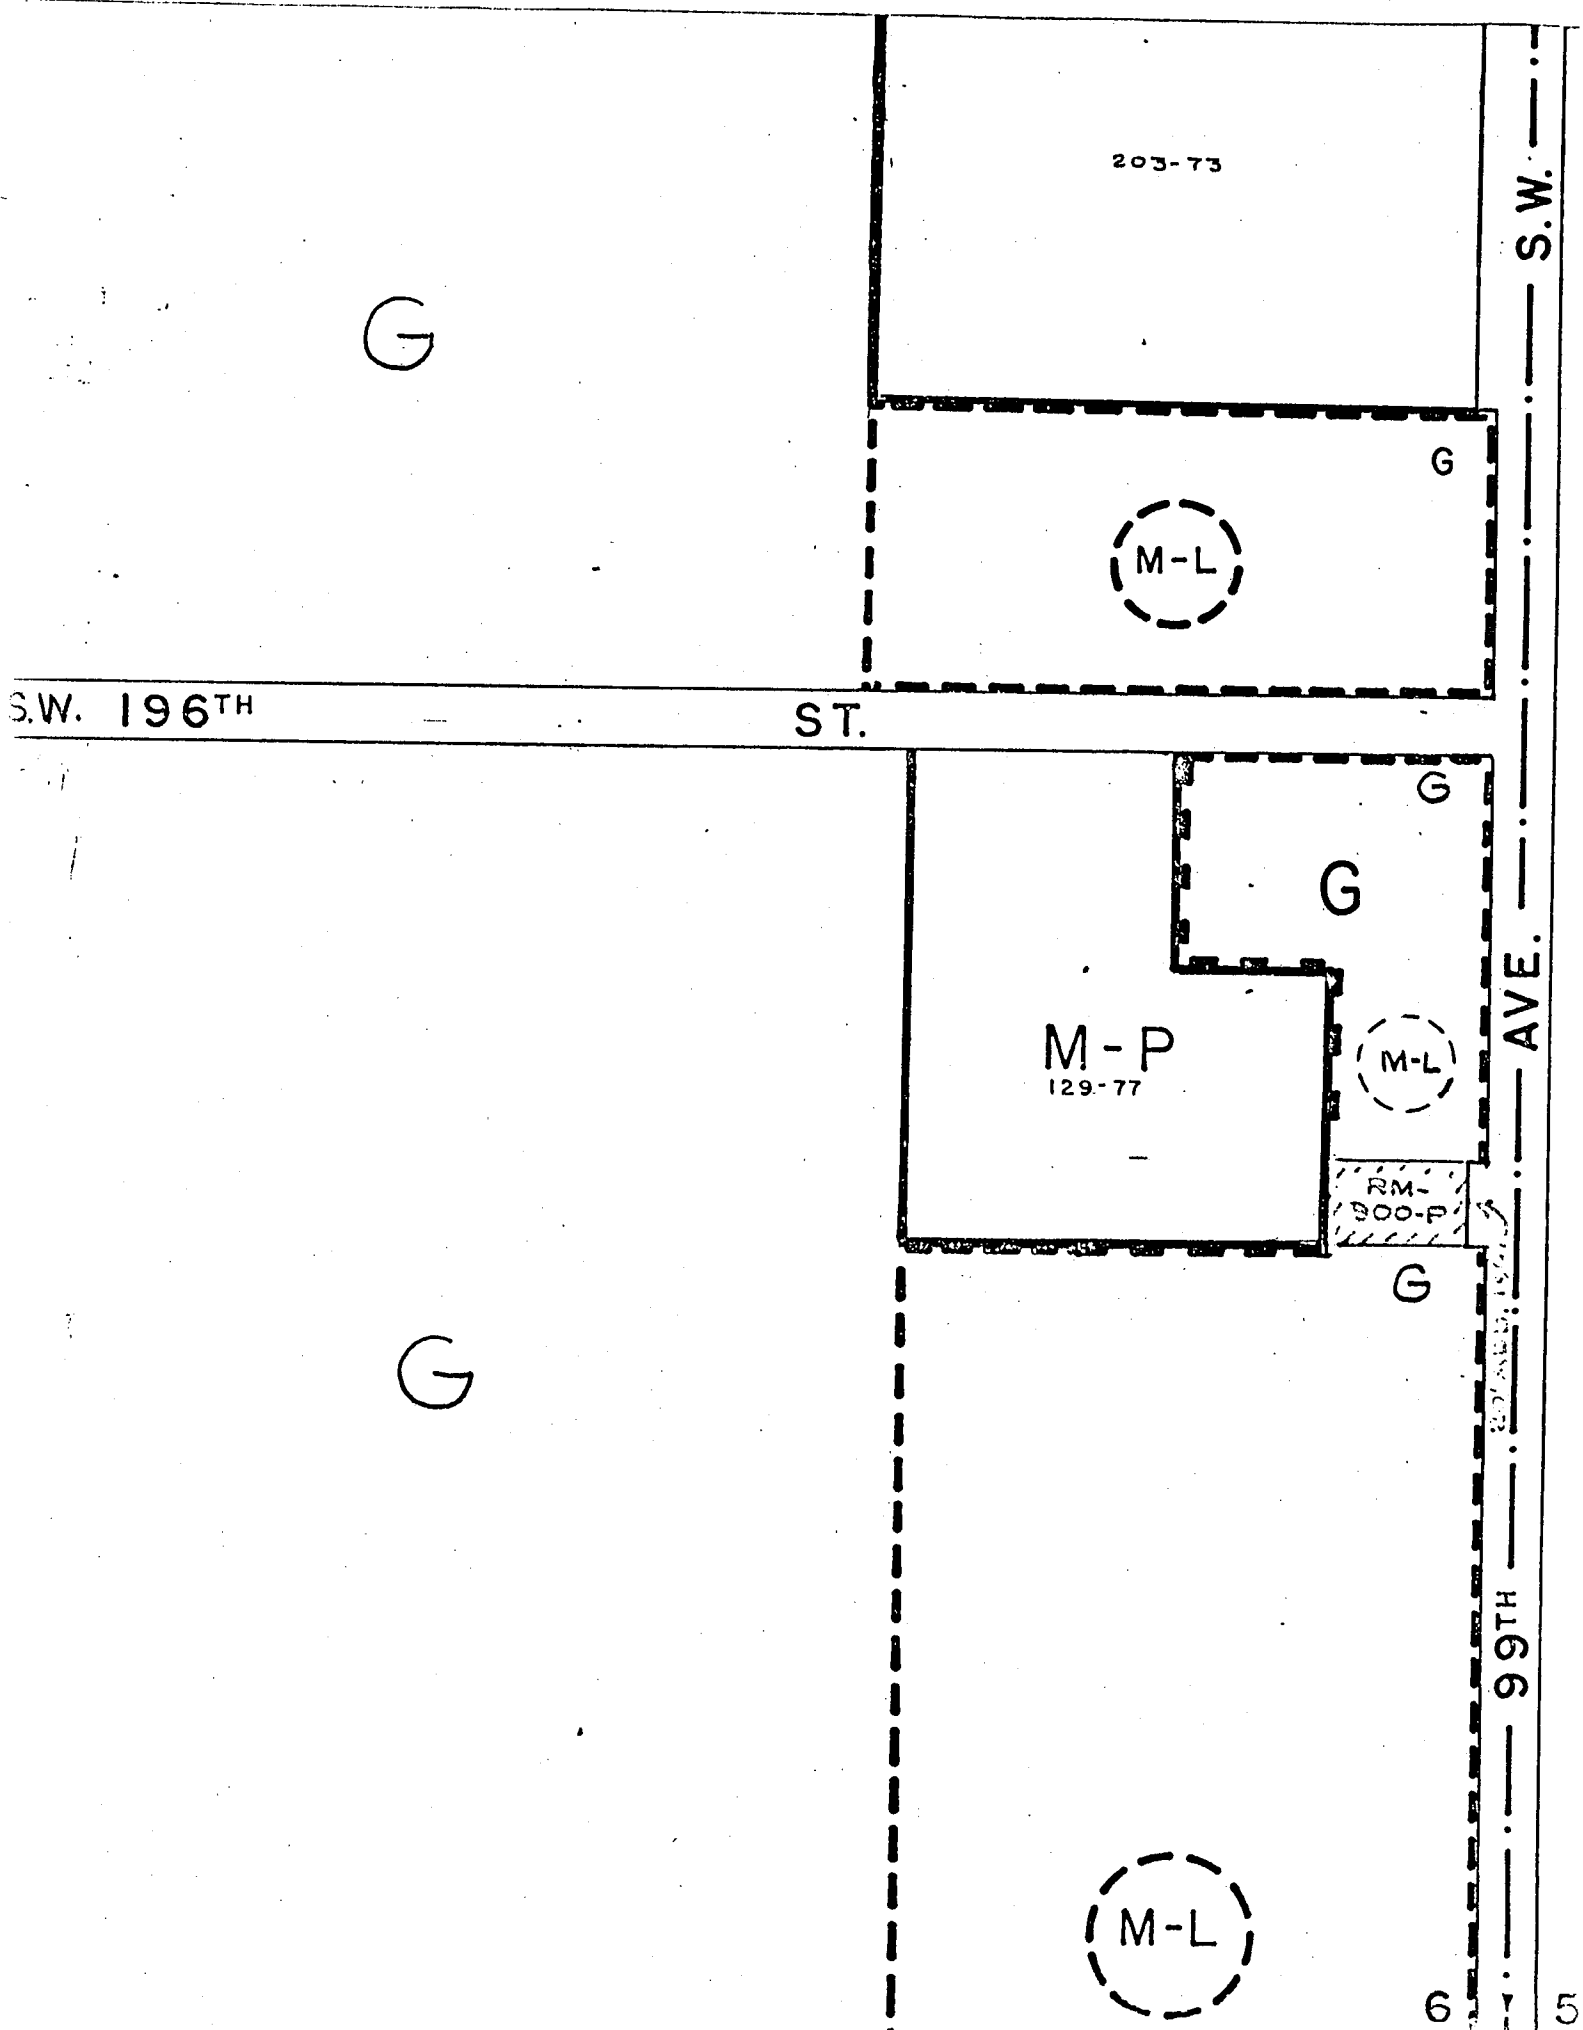 203-73
S.W.
G
G
M-L
S.W. 196TH ST.
G
G
AVE.
M-P
129-77
M-L
RM-
900-P
G
G
99TH
M-L
6
5